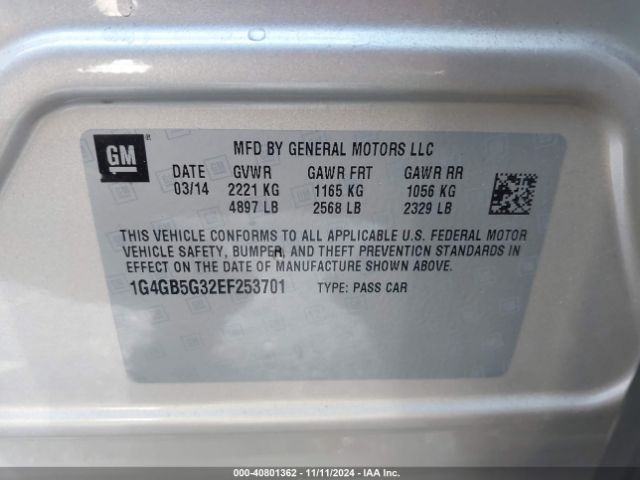 GM ®
MFD BY GENERAL MOTORS LLC
DATE GVWR GAWR FRT GAWR RR
03/14 2221 KG 1165 KG 1056 KG
4897 LB 2568 LB 2329 LB
THIS VEHICLE CONFORMS TO ALL APPLICABLE U.S. FEDERAL MOTOR
VEHICLE SAFETY, BUMPER, AND THEFT PREVENTION STANDARDS IN
EFFECT ON THE DATE OF MANUFACTURE SHOWN ABOVE.
1G4GB5G32EF253701 TYPE: PASS CAR
000-40801362 - 11/11/2024 - IAA Inc.